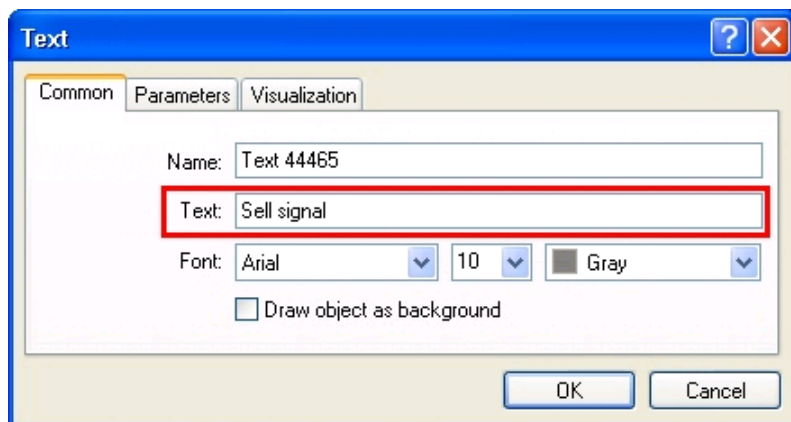 Text
Common Parameters Visualization
Name: Text 44465
Text: Sell signal
Font: Arial 10 Gray
Draw object as background
OK Cancel